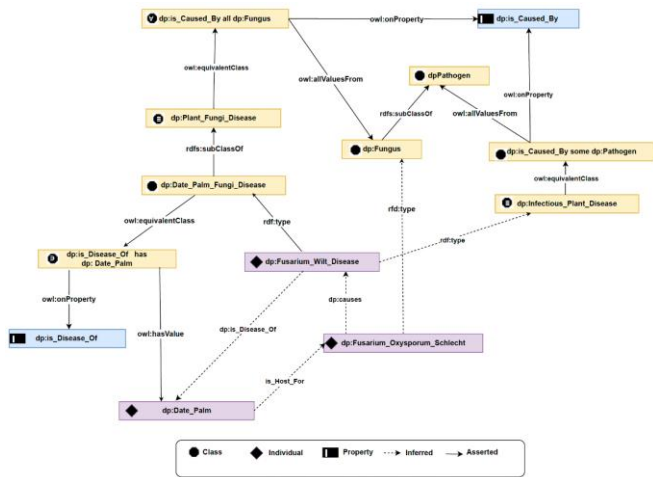 dp:is_Caused_By all dp:Fungus
owl:onProperty
dp:is_Caused_By
owl:equivalentClass
owl:allValuesFrom
dpPathogen
owl:onProperty
rdfs:subClassOf
owl:allValuesFrom
dp:Plant_Fungi_Disease
dp:Fungus
dp:is_Caused_By some dp:Pathogen
rdfs:subClassOf
owl:equivalentClass
dp:Date_Palm_Fungi_Disease
dp:Infectious_Plant_Disease
owl:equivalentClass
rdf:type
rfd:type
rdf:type
dp:is_Disease_Of has
dp: Date_Palm
dp:Fusarium_Wilt_Disease
owl:onProperty
dp:causes
dp:is_Disease_Of
owl:hasValue
dp:is_Disease_Of
dp:Fusarium_Oxysporum_Schlecht
is_Host_For
dp:Date_Palm
Class
Individual
Property
Inferred
Asserted